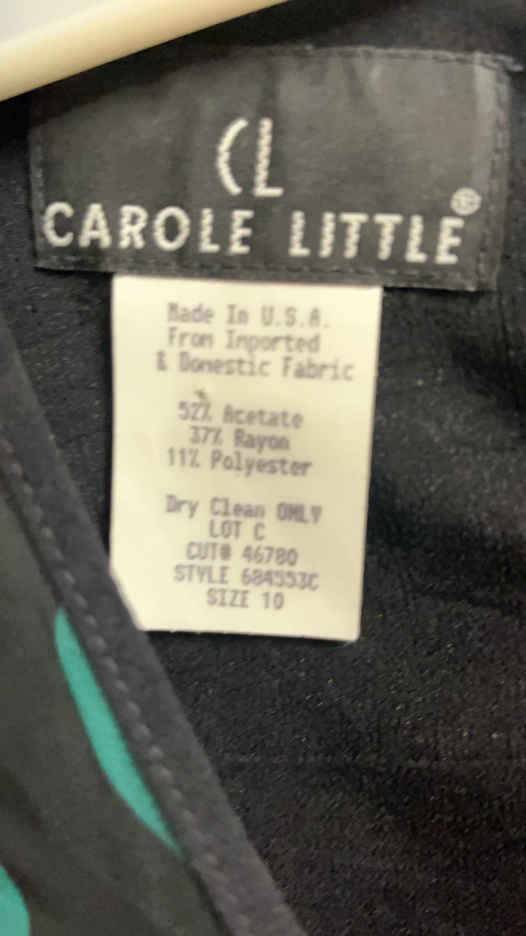 CL
CAROLE LITTLE®
Made In U.S.A.
From Imported
& Domestic Fabric
52% Acetate
37% Rayon
11% Polyester
Dry Clean ONLY
LOT C
CUT# 46780
STYLE 684553C
SIZE 10